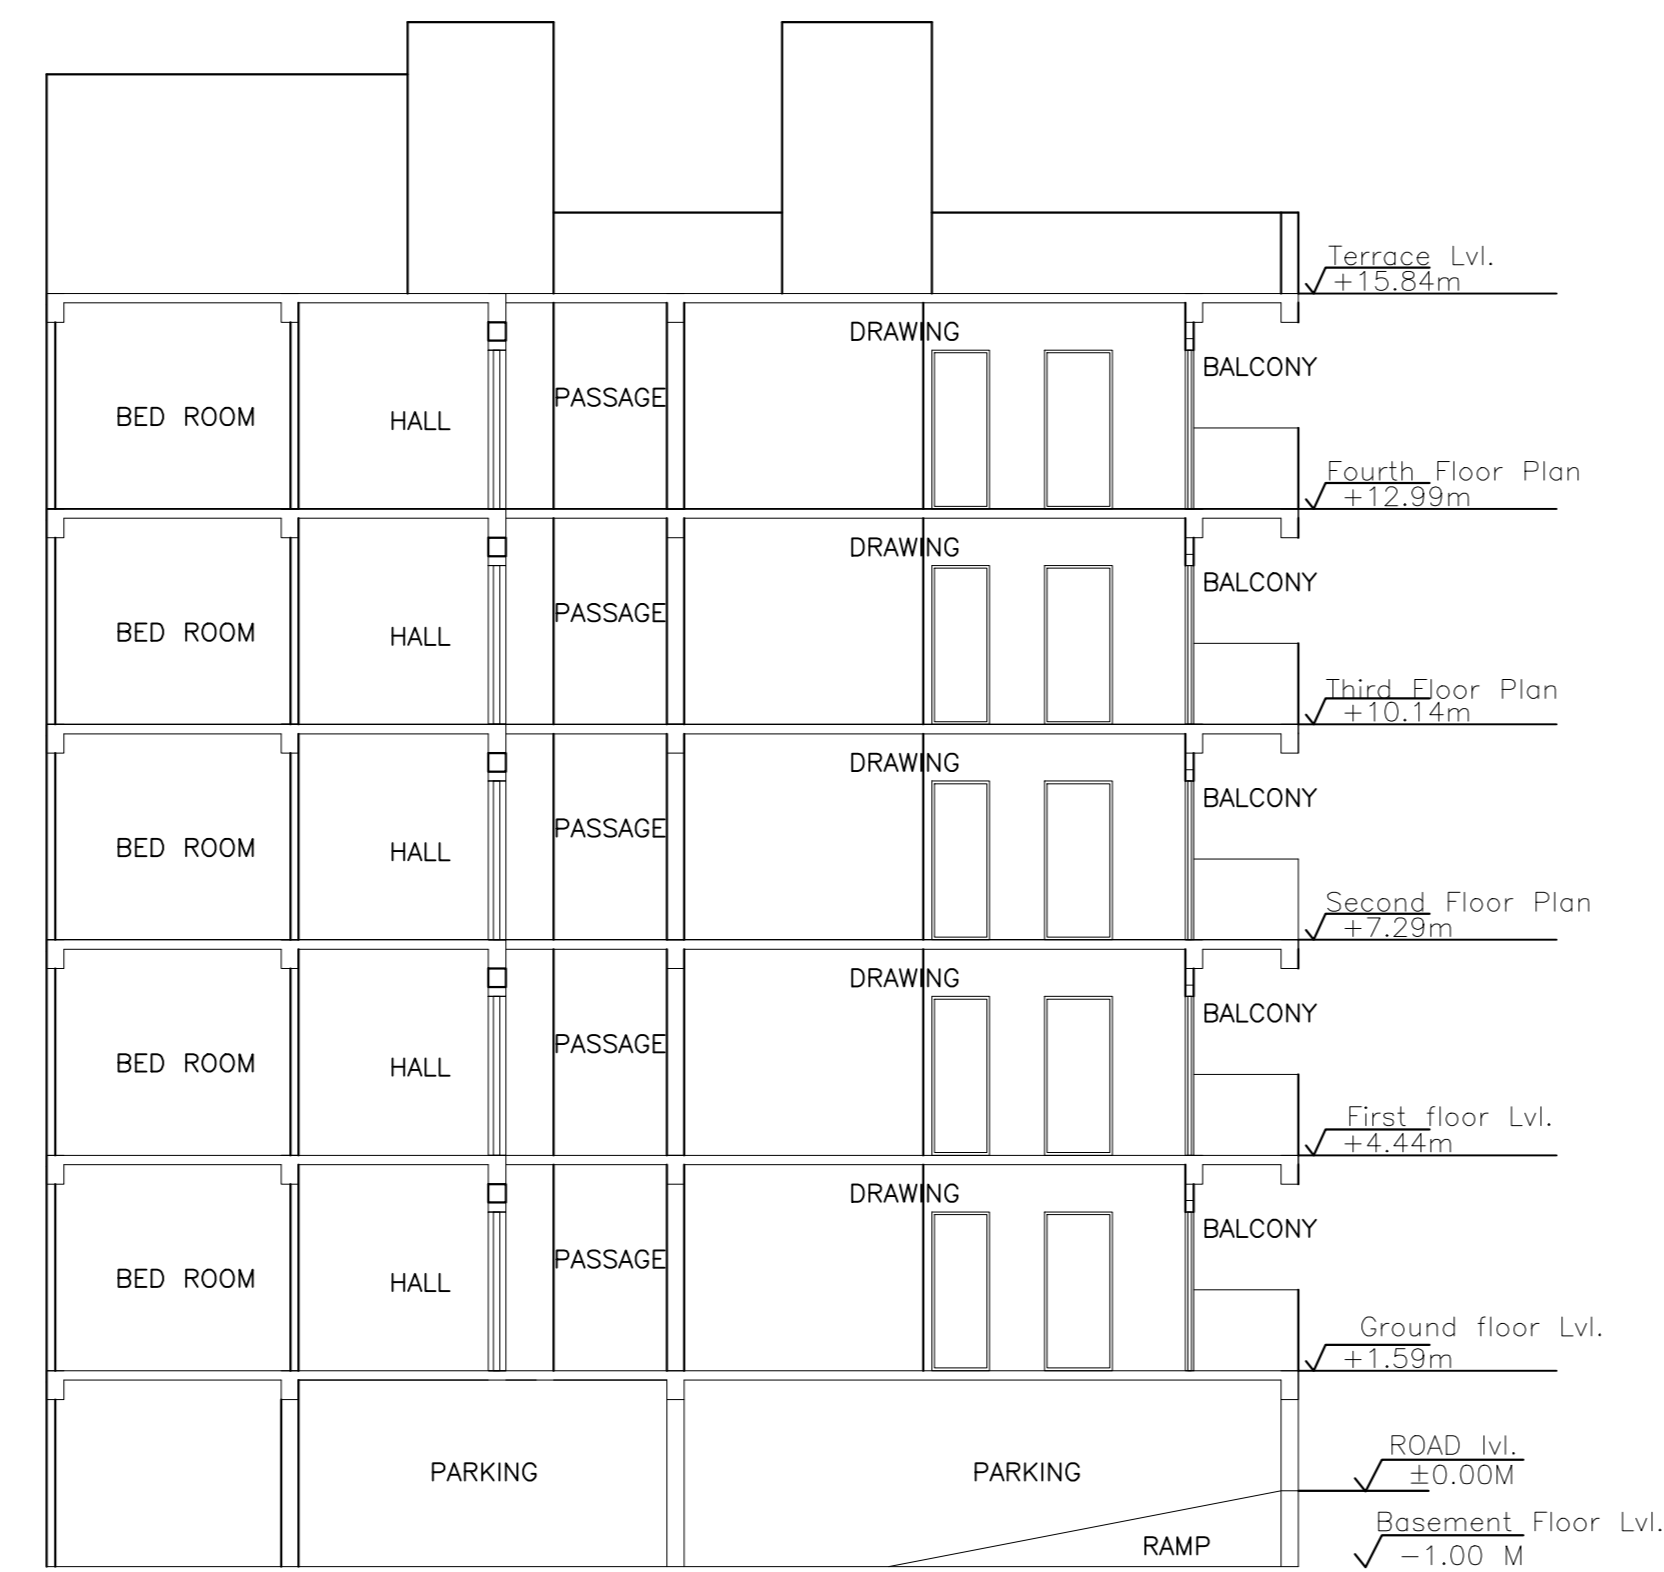 Terrace Lvl.
+15.84m
DRAWING
BALCONY
PASSAGE
BED ROOM
HALL
Fourth Floor Plan
+12.99m
DRAWING
BALCONY
PASSAGE
BED ROOM
HALL
Third Floor Plan
+10.14m
DRAWING
BALCONY
PASSAGE
BED ROOM
HALL
Second Floor Plan
+7.29m
DRAWING
BALCONY
PASSAGE
BED ROOM
HALL
First floor Lvl.
+4.44m
DRAWING
BALCONY
PASSAGE
BED ROOM
HALL
Ground floor Lvl.
+1.59m
ROAD lvl.
±0.00M
PARKING
PARKING
Basement Floor Lvl.
-1.00 M
RAMP